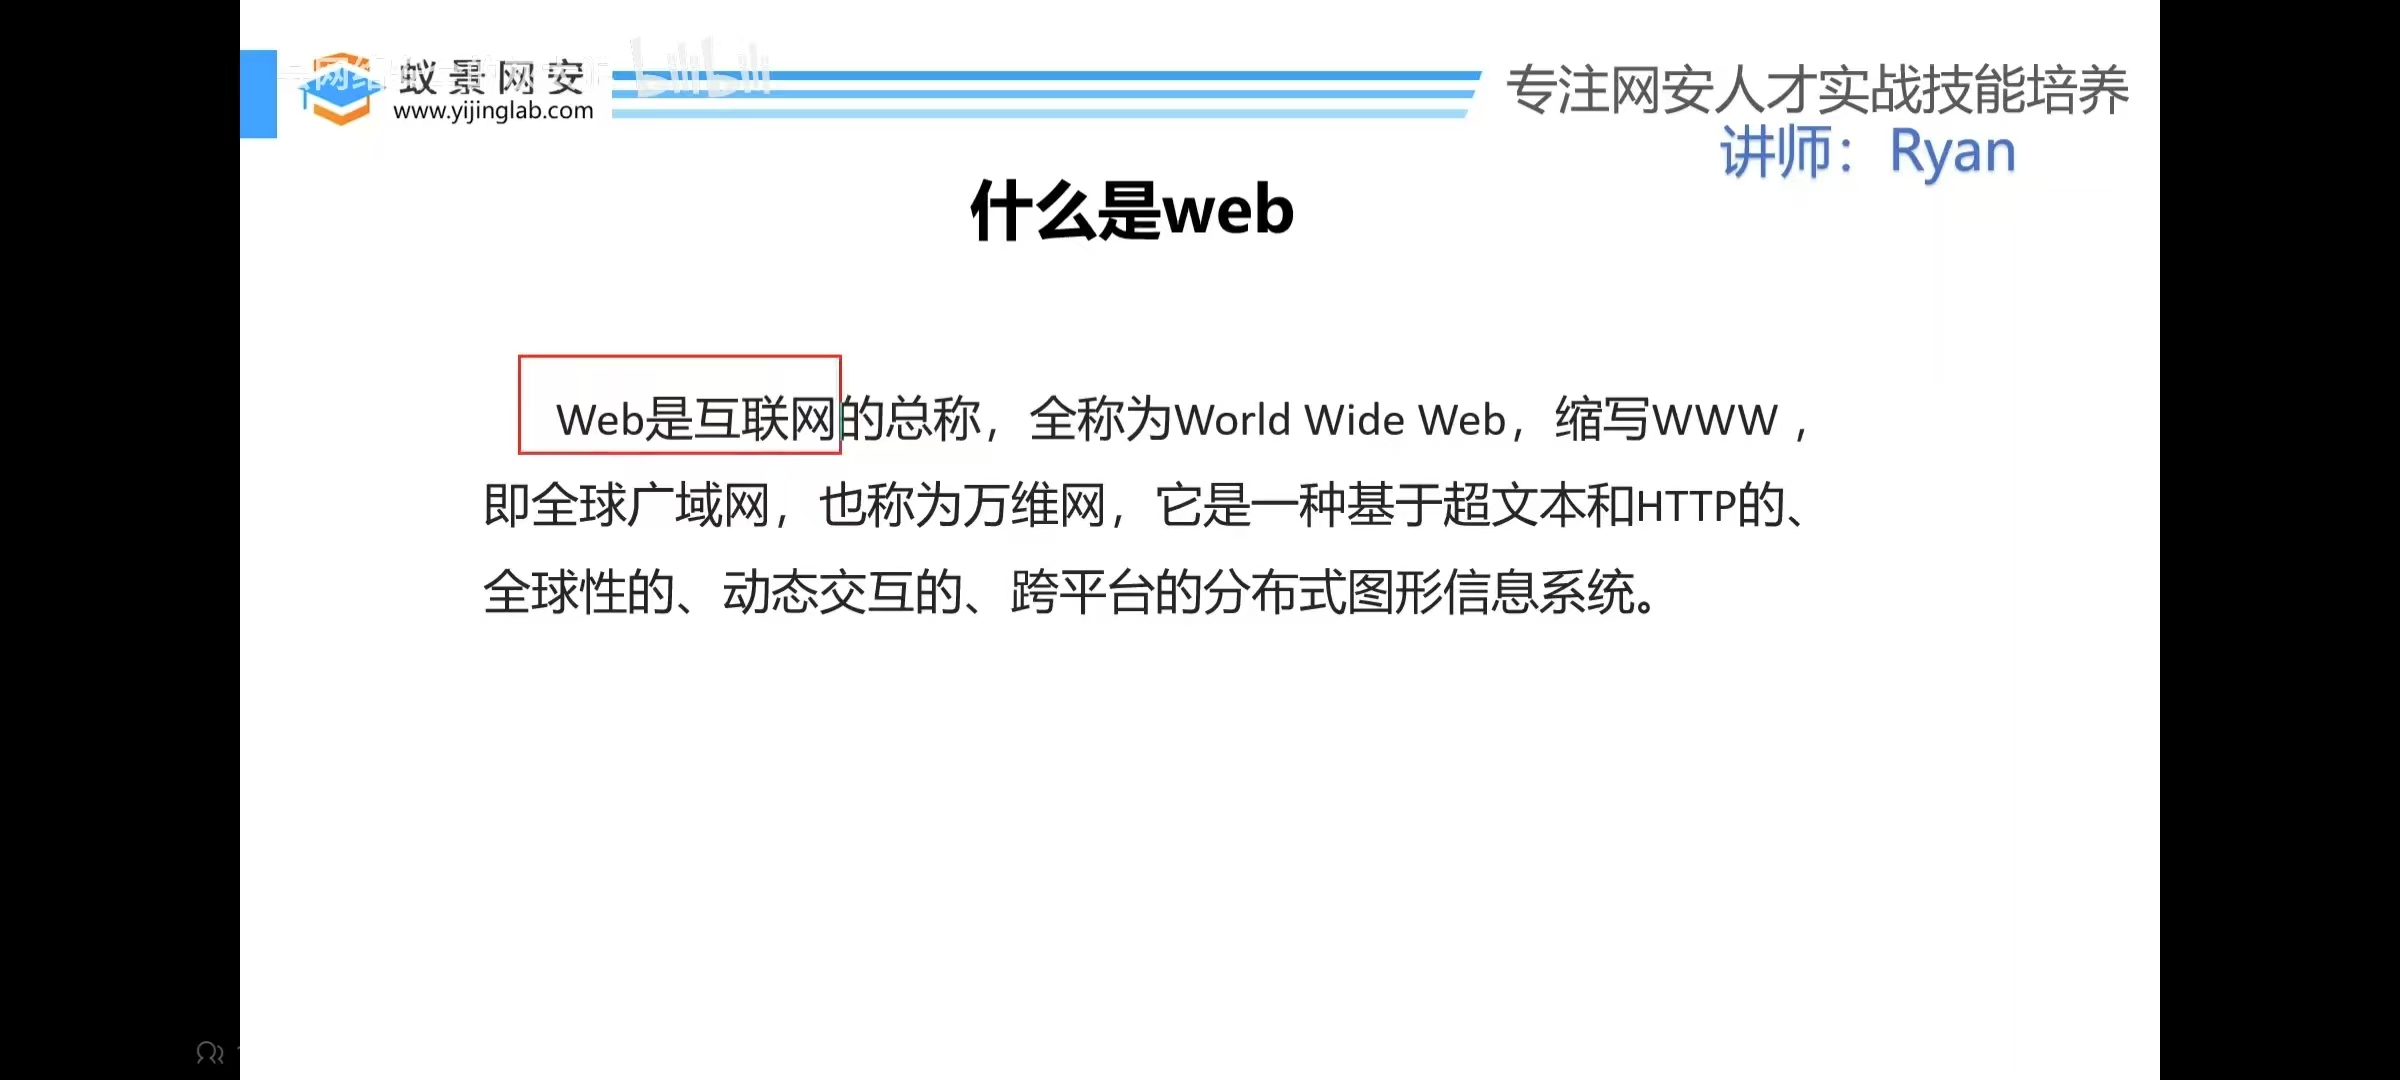 蚁景网安
www.yijinglab.com
bilibili
专注网安人才实战技能培养
讲师：Ryan
什么是web
Web是互联网的总称，全称为World Wide Web，缩写WWW，
即全球广域网，也称为万维网，它是一种基于超文本和HTTP的、
全球性的、动态交互的、跨平台的分布式图形信息系统。